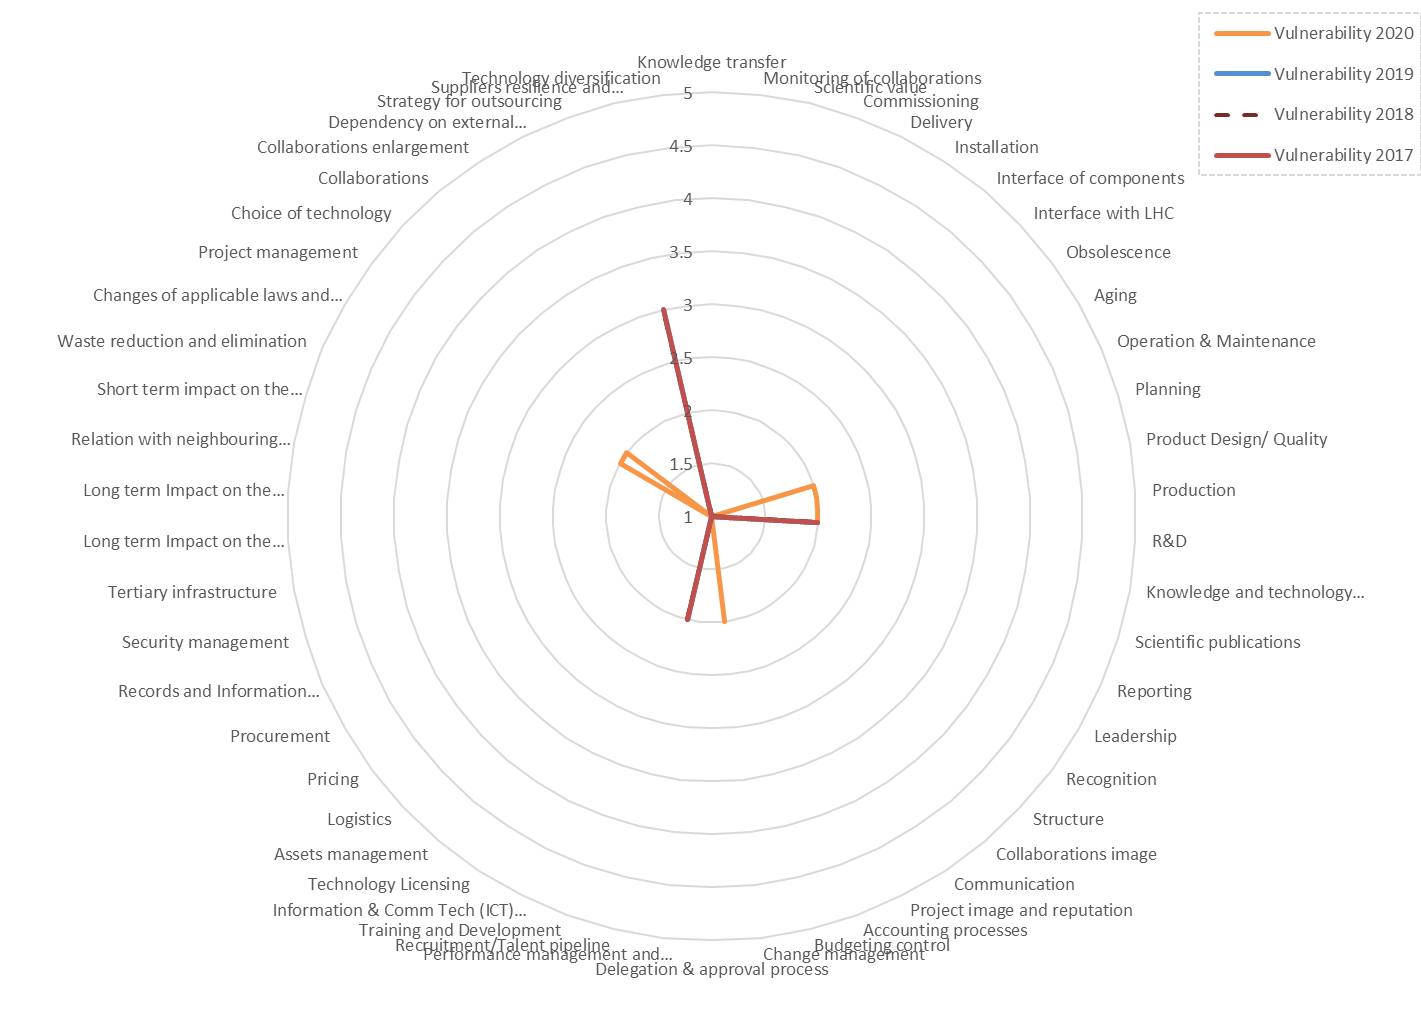 Vulnerability 2020
Vulnerability 2019
Vulnerability 2018
Vulnerability 2017
Knowledge transfer
Monitoring of collaborations
Scientific value
Commissioning
Delivery
Installation
Interface of components
Interface with LHC
Obsolescence
Aging
Operation & Maintenance
Planning
Product Design/ Quality
Production
R&D
Knowledge and technology...
Scientific publications
Reporting
Leadership
Recognition
Structure
Collaborations image
Communication
Project image and reputation
Accounting processes
Budgeting control
Change management
Delegation & approval process
Performance management and...
Recruitment/Talent pipeline
Training and Development
Information & Comm Tech (ICT)...
Technology Licensing
Assets management
Logistics
Pricing
Procurement
Records and Information...
Security management
Tertiary infrastructure
Long term Impact on the...
Long term Impact on the...
Relation with neighbouring...
Short term impact on the...
Waste reduction and elimination
Changes of applicable laws and...
Project management
Choice of technology
Collaborations
Collaborations enlargement
Dependency on external...
Strategy for outsourcing
Suppliers resilience and...
Technology diversification
5
4.5
4
3.5
3
2.5
2
1.5
1